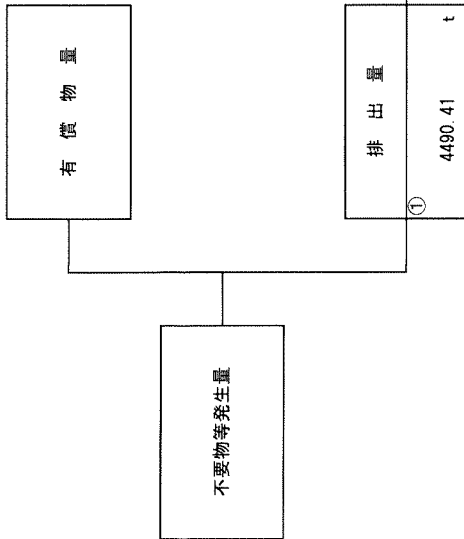 不要物等発生量
有償物量
排出量
①
4490.41 t